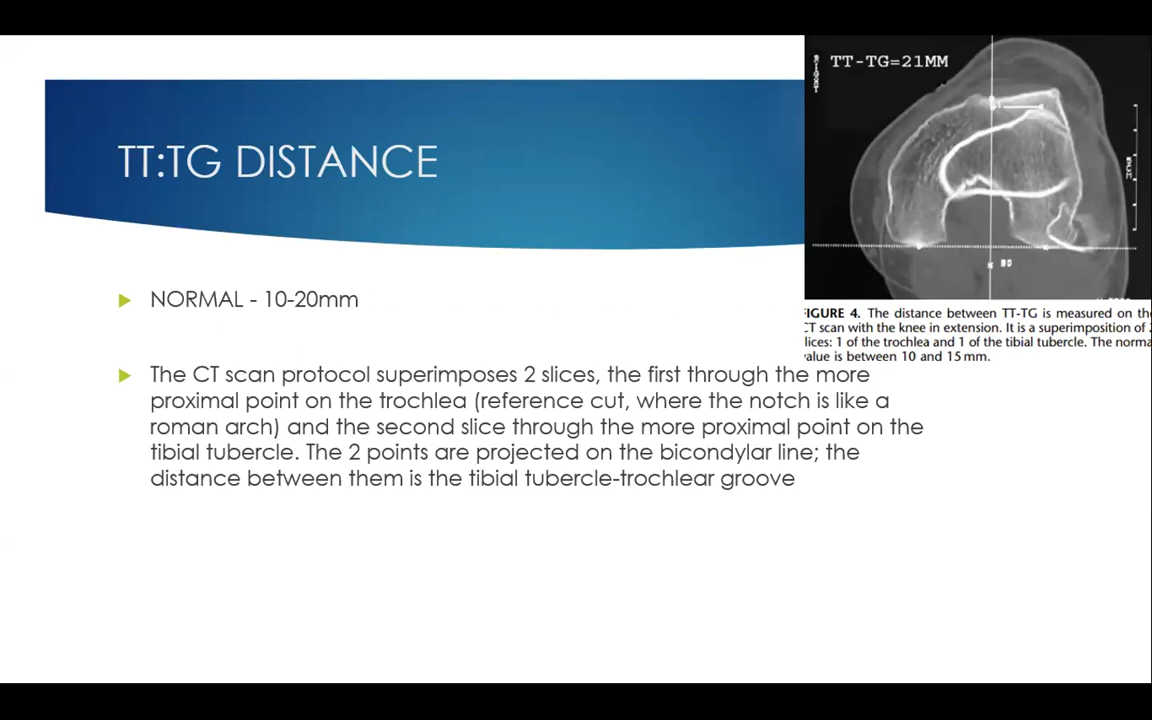 TT-TG=21MM
TT:TG DISTANCE
NORMAL - 10-20mm
IGURE 4. The distance between TT-TG is measured on th
CT scan with the knee in extension. It is a superimposition of
lices: 1 of the trochlea and 1 of the tibial tubercle. The norma
alue is between 10 and 15 mm.
The CT scan protocol superimposes 2 slices, the first through the more
proximal point on the trochlea (reference cut, where the notch is like a
roman arch) and the second slice through the more proximal point on the
tibial tubercle. The 2 points are projected on the bicondylar line; the
distance between them is the tibial tubercle-trochlear groove